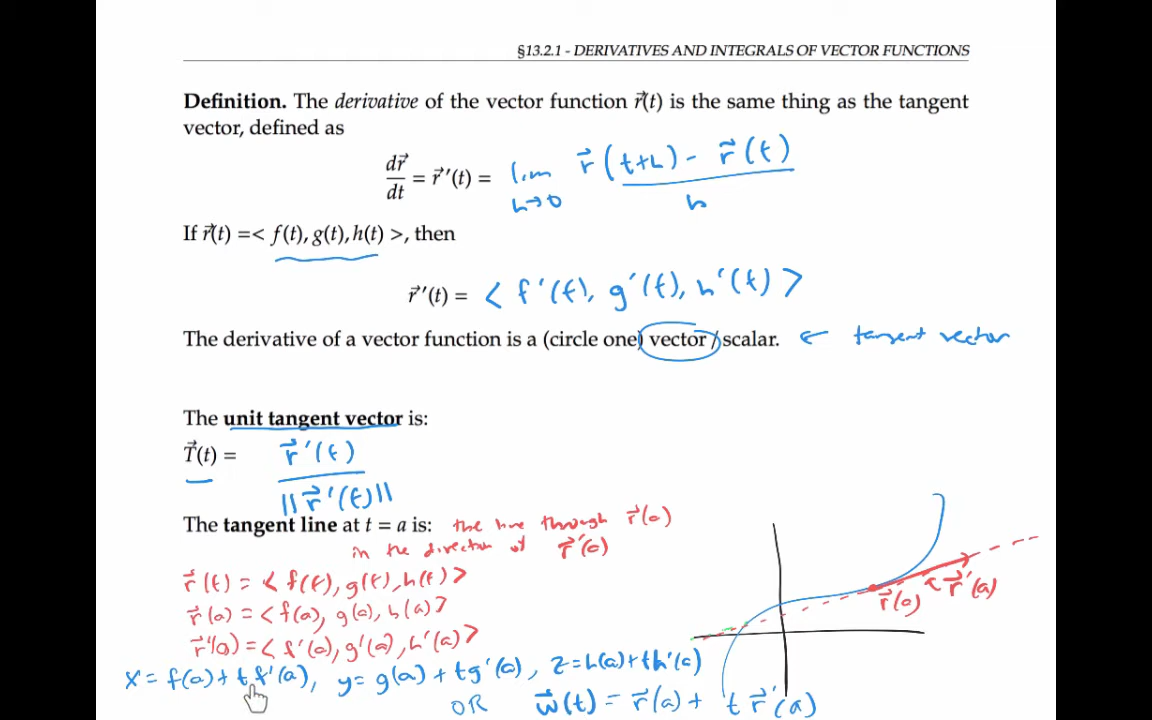 §13.2.1 - DERIVATIVES AND INTEGRALS OF VECTOR FUNCTIONS
Definition. The derivative of the vector function r⃗(t) is the same thing as the tangent
vector, defined as
dr⃗/dt = r⃗ ′(t) = lim h→0 (r⃗(t+h) - r⃗(t))/h
If r⃗(t) =< f(t), g(t), h(t) >, then
r⃗ ′(t) = < f′(t), g′(t), h′(t) >
The derivative of a vector function is a (circle one) vector / scalar. ← tangent vector
The unit tangent vector is:
T⃗(t) = r⃗ ′(t) / ||r⃗ ′(t)||
The tangent line at t = a is: the line through r⃗(a)
in the direction of r⃗ ′(a)
r⃗(t) = < f(t), g(t), h(t) >
r⃗(a) = < f(a), g(a), h(a) >
r⃗ ′(a) = < f′(a), g′(a), h′(a) >
r⃗(a) ← r⃗ ′(a)
x = f(a) + t f′(a), y = g(a) + t g′(a), z = h(a) + t h′(a)
OR w⃗(t) = r⃗(a) + t r⃗ ′(a)